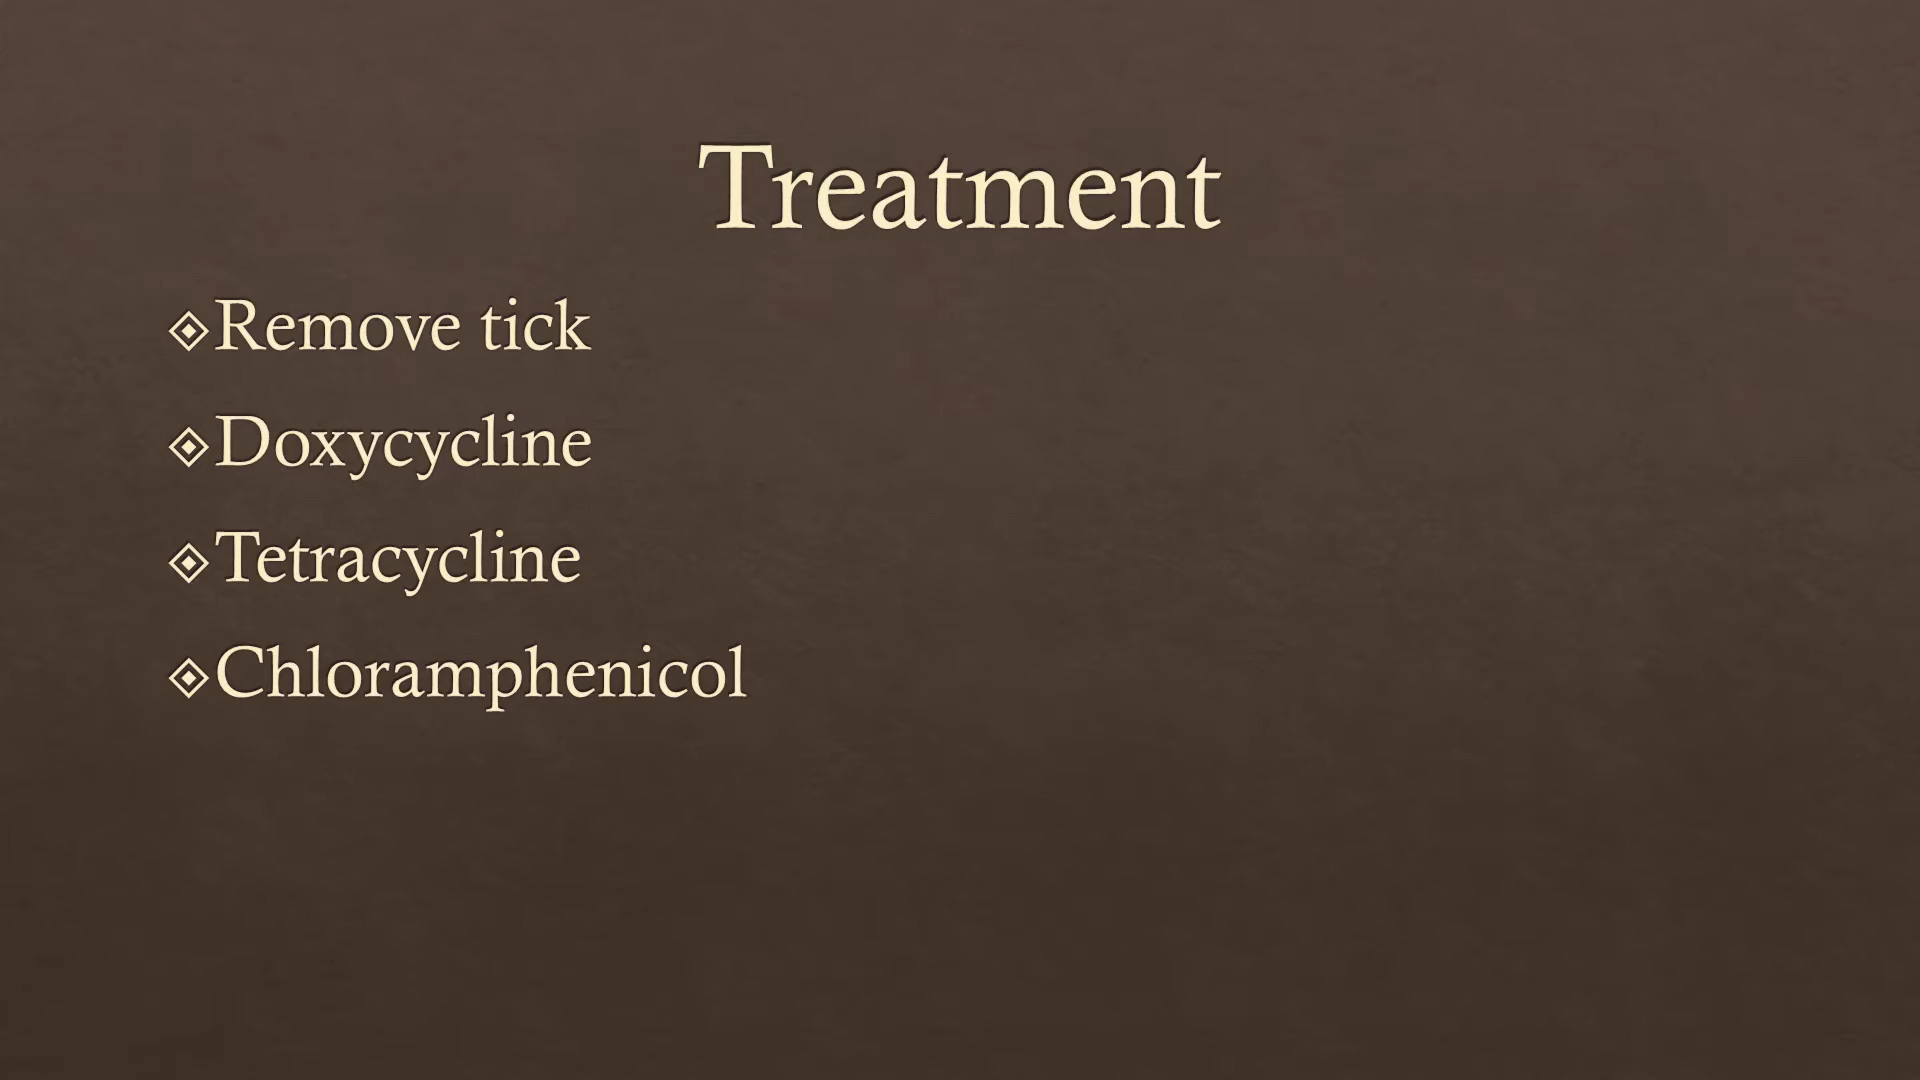 Treatment
Remove tick
Doxycycline
Tetracycline
Chloramphenicol